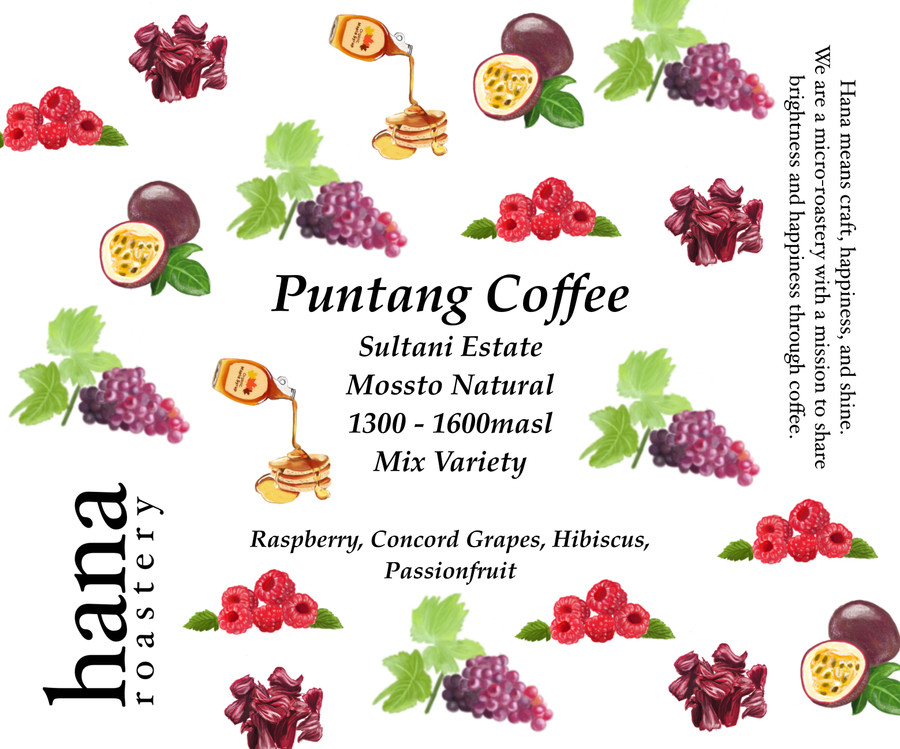 Hana means craft, happiness, and shine.
We are a micro-roastery with a mission to share
brightness and happiness through coffee.
Puntang Coffee
Sultani Estate
Mossto Natural
1300 - 1600masl
Mix Variety
Raspberry, Concord Grapes, Hibiscus,
Passionfruit
hana
roastery